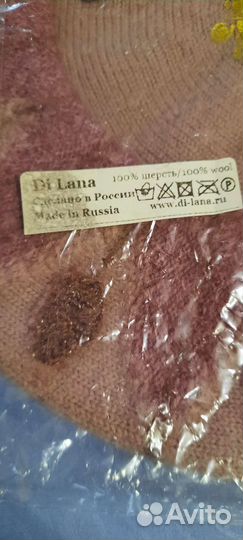 Di Lana 100% шерсть/100% wool
Сделано в России
Made in Russia www.di-lana.ru
Avito